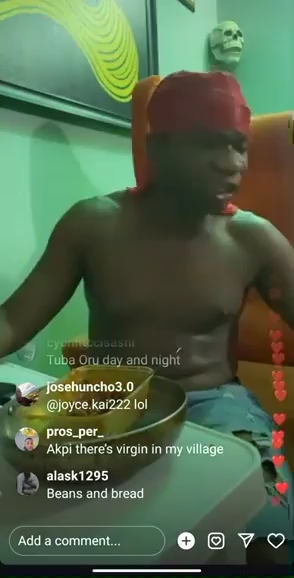 cyphticcisashi
Tuba Oru day and night
josehuncho3.0
@joyce.kai222 lol
pros_per_
Akpi there's virgin in my village
alask1295
Beans and bread
Add a comment...